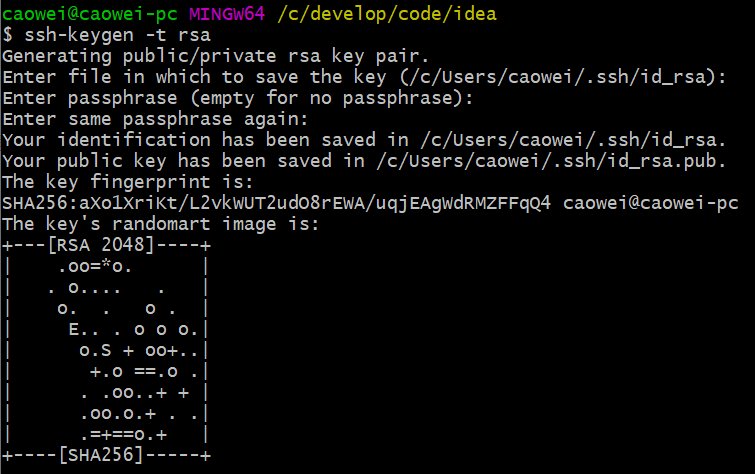 caowei@caowei-pc MINGW64 /c/develop/code/idea
$ ssh-keygen -t rsa
Generating public/private rsa key pair.
Enter file in which to save the key (/c/Users/caowei/.ssh/id_rsa):
Enter passphrase (empty for no passphrase):
Enter same passphrase again:
Your identification has been saved in /c/Users/caowei/.ssh/id_rsa.
Your public key has been saved in /c/Users/caowei/.ssh/id_rsa.pub.
The key fingerprint is:
SHA256:aXo1XriKt/L2vkWUT2udO8rEWA/uqjEAgWdRMZFFqQ4 caowei@caowei-pc
The key's randomart image is:
+---[RSA 2048]----+
|    .oo=*o.      |
|   . o....   .   |
|    o.  .   o .  |
|     E.. . o o o.|
|      o.S + oo+..|
|       +.o ==.o .|
|      . .oo..+ + |
|      .oo.o.+ . .|
|      .=+==o.+   |
+----[SHA256]-----+